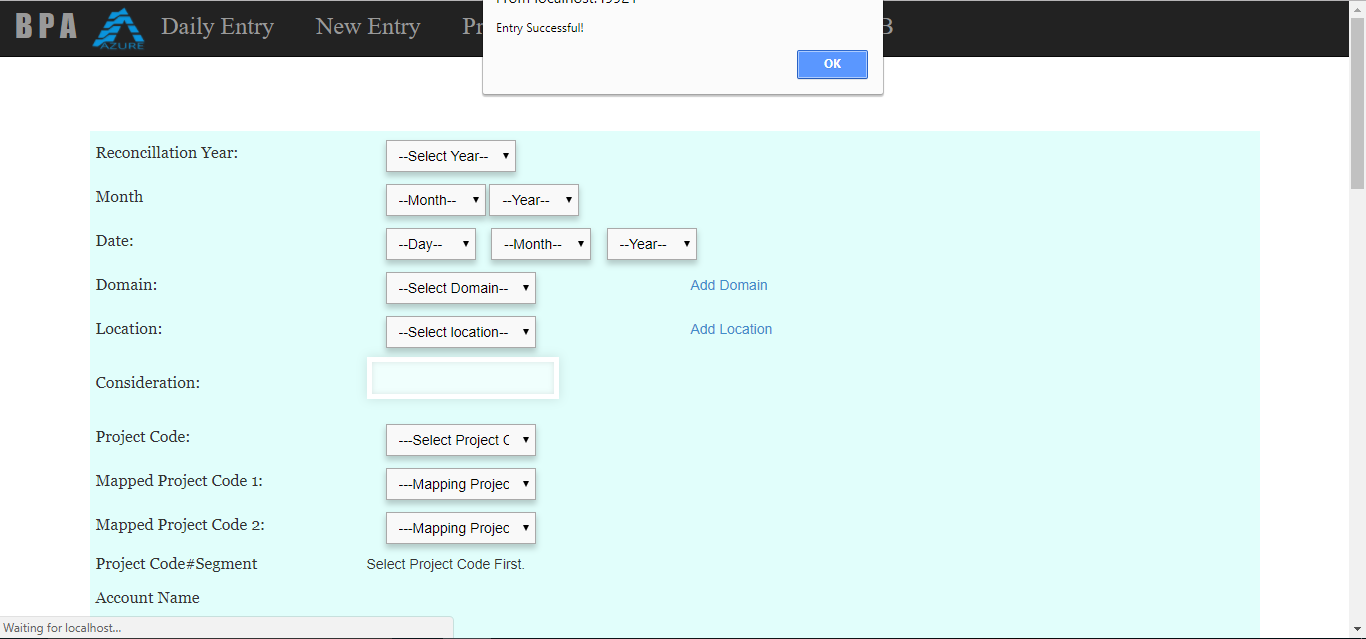 BPA
AZURE
Daily Entry
New Entry
Entry Successful!
OK
Reconcillation Year:
--Select Year--
Month
--Month--
--Year--
Date:
--Day--
--Month--
--Year--
Domain:
--Select Domain--
Add Domain
Location:
--Select location--
Add Location
Consideration:
Project Code:
---Select Project
Mapped Project Code 1:
---Mapping Projec
Mapped Project Code 2:
---Mapping Projec
Project Code#Segment
Select Project Code First.
Account Name
Waiting for localhost...